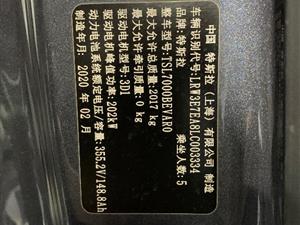 中国 特斯拉(上海)有限公司 制造
车辆识别代号:LRW3E7EA8LC003334
品牌:特斯拉 乘坐人数:5
整车型号:TSL7000BEVAR0
最大允许总质量:2017 kg
最大允许牵引质量:0 kg
驱动电机型号:3D1
驱动电机峰值功率:202kW
动力电池系统额定电压/容量:355.2V/148.8Ah
制造年月:2020 年 02 月